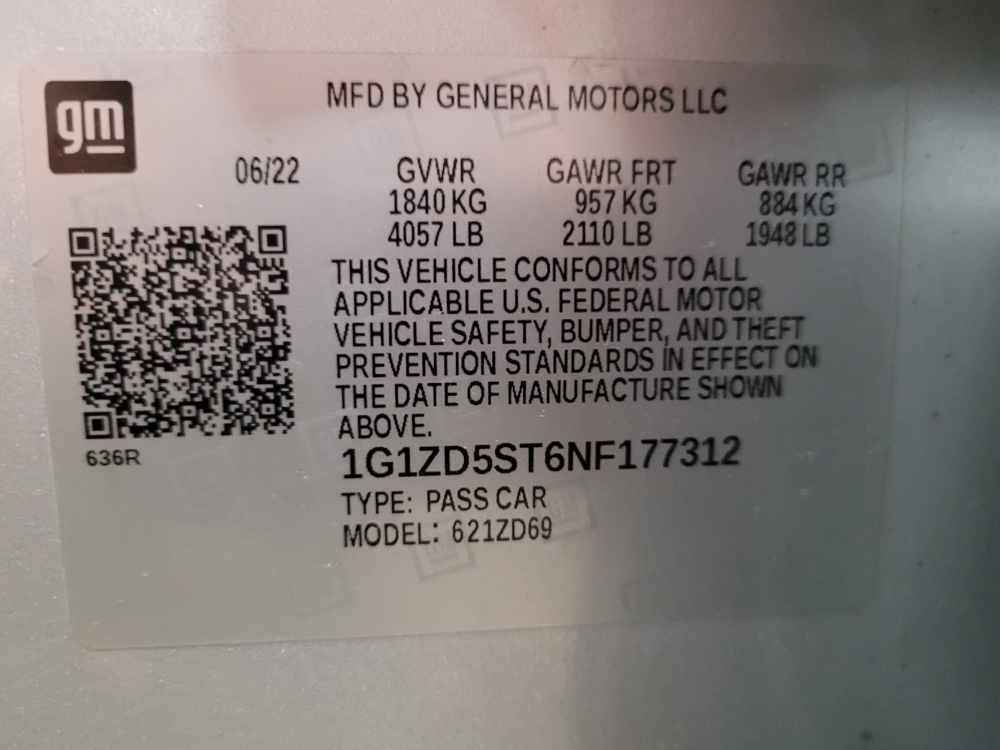 gm
MFD BY GENERAL MOTORS LLC
06/22 GVWR GAWR FRT GAWR RR
1840 KG 957 KG 884 KG
4057 LB 2110 LB 1948 LB
THIS VEHICLE CONFORMS TO ALL
APPLICABLE U.S. FEDERAL MOTOR
VEHICLE SAFETY, BUMPER, AND THEFT
PREVENTION STANDARDS IN EFFECT ON
THE DATE OF MANUFACTURE SHOWN
ABOVE.
636R
1G1ZD5ST6NF177312
TYPE: PASS CAR
MODEL: 621ZD69